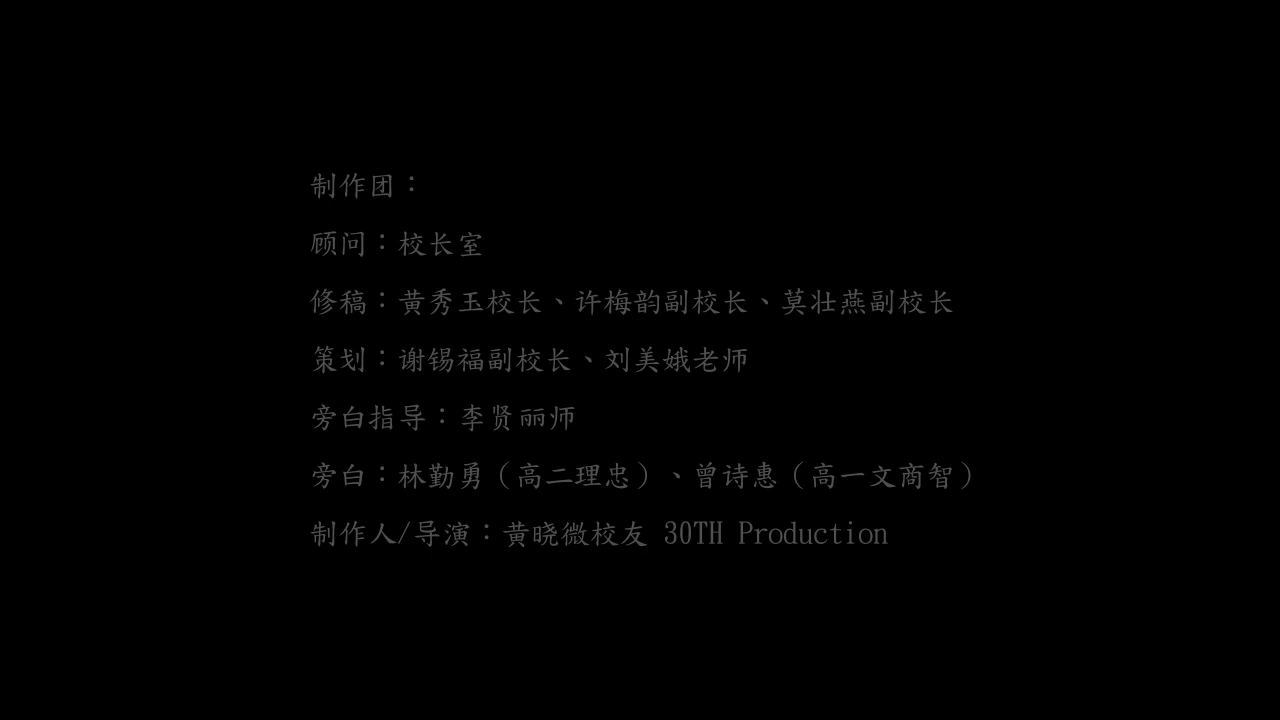 制作团：
顾问：校长室
修稿：黄秀玉校长、许梅韵副校长、莫壮燕副校长
策划：谢锡福副校长、刘美娥老师
旁白指导：李贤丽师
旁白：林勤勇（高二理忠）、曾诗惠（高一文商智）
制作人/导演：黄晓微校友 30TH Production